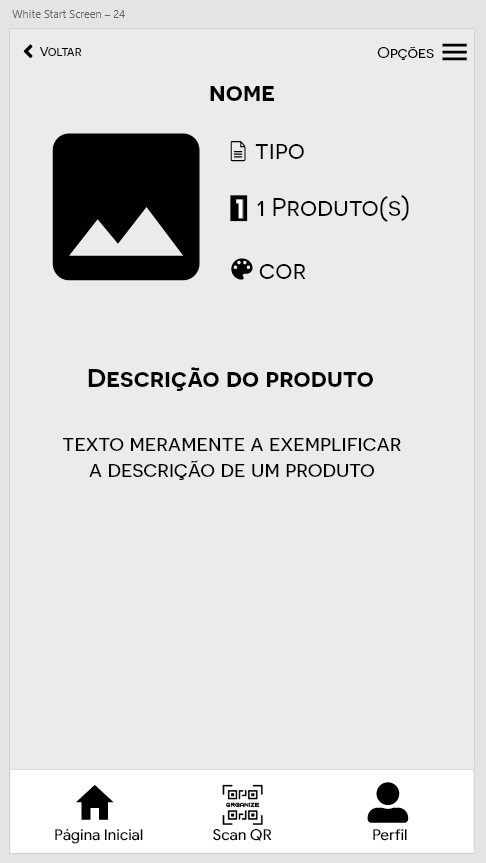 White Start Screen – 24
Voltar
Opções
NOME
TIPO
1 1 Produto(s)
COR
Descrição do produto
TEXTO MERAMENTE A EXEMPLIFICAR
A DESCRIÇÃO DE UM PRODUTO
ORGANIZE
Página Inicial
Scan QR
Perfil